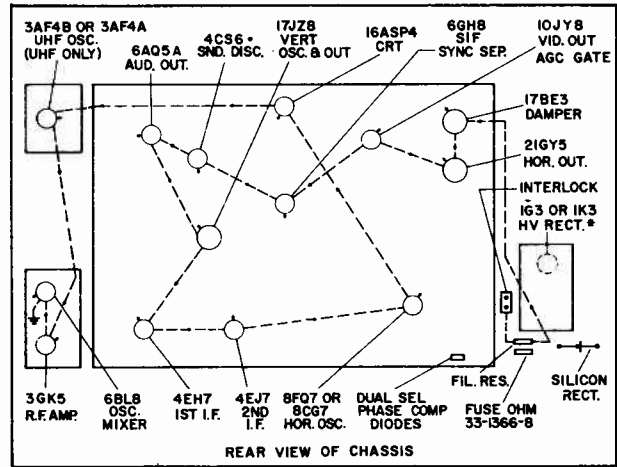 3AF4B OR 3AF4A
UHF OSC.
(UHF ONLY)
6AQ5A
AUD. OUT.
4CS6•
SND. DISC.
17JZ8
VERT
OSC. & OUT
16ASP4
CRT
6GH8
SIF
SYNC SEP.
10JY8
VID. OUT
AGC GATE
17BE3
DAMPER
21GY5
HOR. OUT.
INTERLOCK
1G3 OR 1K3
HV RECT.*
3GK5
R.F. AMP.
6BL8
OSC.
MIXER
4EH7
1ST I.F.
4EJ7
2ND
I.F.
8FQ7 OR
8CG7
HOR. OSC.
DUAL SEL
PHASE COMP
DIODES
FIL. RES.
FUSE OHM
33-1366-8
SILICON
RECT.
REAR VIEW OF CHASSIS